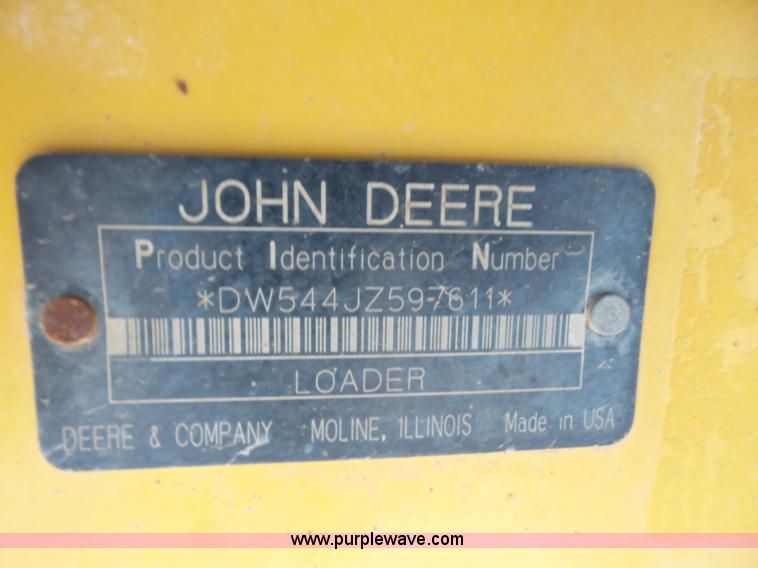 JOHN DEERE
Product Identification Number
*DW544JZ597611*
LOADER
DEERE & COMPANY MOLINE, ILLINOIS Made in USA
www.purplewave.com